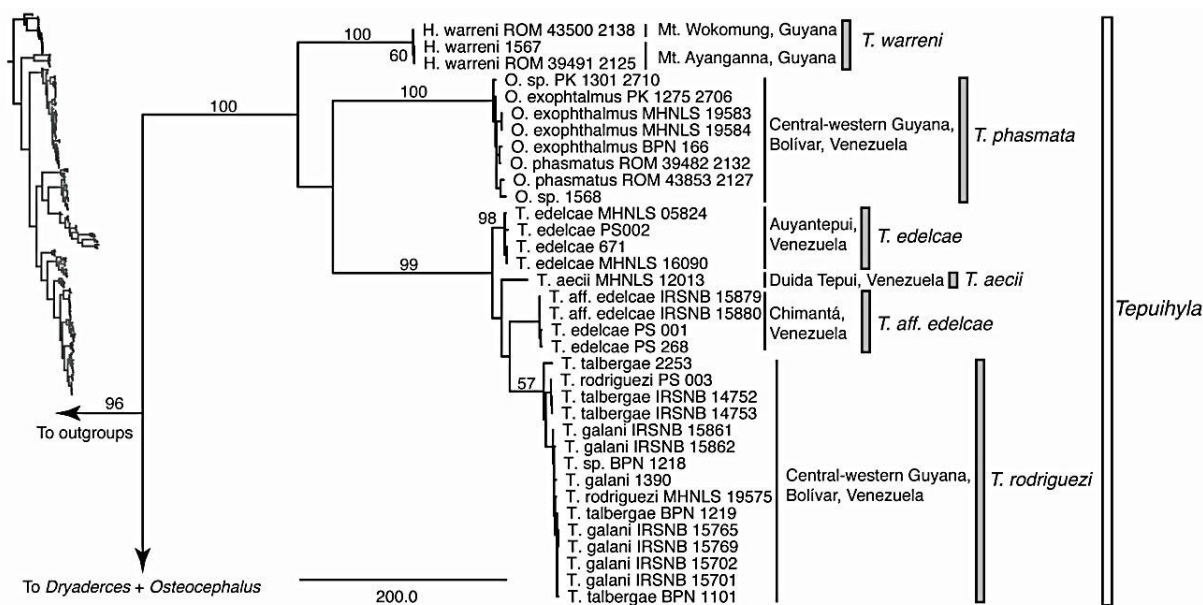 H. warreni ROM 43500 2138
H. warreni 1567
H. warreni ROM 39491 2125
O. sp. PK 1301 2710
O. exophtalmus PK 1275 2706
O. exophthalmus MHNLS 19583
O. exophthalmus MHNLS 19584
O. exophthalmus BPN 166
O. phasmatus ROM 39482 2132
O. phasmatus ROM 43853 2127
O. sp. 1568
T. edelcae MHNLS 05824
T. edelcae PS002
T. edelcae 671
T. edelcae MHNLS 16090
T. aecii MHNLS 12013
T. aff. edelcae IRSNB 15879
T. aff. edelcae IRSNB 15880
T. edelcae PS 001
T. edelcae PS 268
T. talbergae 2253
T. rodriguezi PS 003
T. talbergae IRSNB 14752
T. talbergae IRSNB 14753
T. galani IRSNB 15861
T. galani IRSNB 15862
T. sp. BPN 1218
T. galani 1390
T. rodriguezi MHNLS 19575
T. talbergae BPN 1219
T. galani IRSNB 15765
T. galani IRSNB 15769
T. galani IRSNB 15702
T. galani IRSNB 15701
T. talbergae BPN 1101
Mt. Wokomung, Guyana
Mt. Ayanganna, Guyana
Central-western Guyana,
Bolívar, Venezuela
Auyantepui,
Venezuela
Duida Tepui, Venezuela
Chimantá,
Venezuela
Central-western Guyana,
Bolívar, Venezuela
T. warreni
T. phasmata
T. edelcae
T. aecii
T. aff. edelcae
T. rodriguezi
Tepuihyla
100
60
100
100
98
99
57
96
To outgroups
To Dryaderces + Osteocephalus
200.0